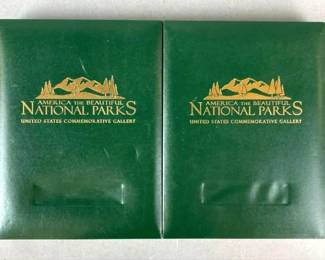 AMERICA THE BEAUTIFUL
NATIONAL PARKS
UNITED STATES COMMEMORATIVE GALLERY
AMERICA THE BEAUTIFUL
NATIONAL PARKS
UNITED STATES COMMEMORATIVE GALLERY